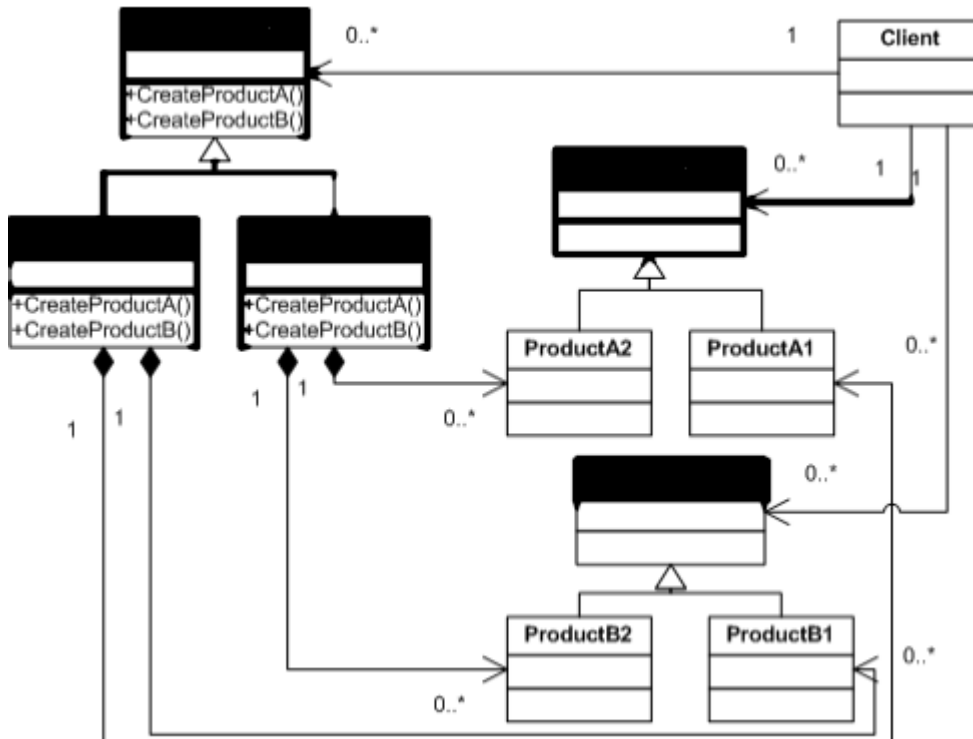 0..*
1
Client
+CreateProductA()
+CreateProductB()
0..*
1
1
+CreateProductA()
+CreateProductB()
+CreateProductA()
+CreateProductB()
ProductA2
ProductA1
0..*
1
1
1
1
0..*
0..*
0..*
ProductB2
ProductB1
0..*
0..*